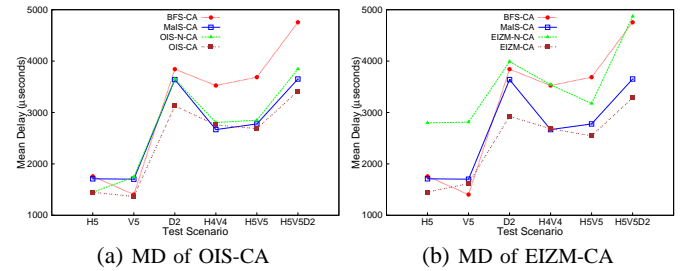 5000
4000
3000
2000
1000
Mean Delay (µseconds)
BFS-CA
MaIS-CA
OIS-N-CA
OIS-CA
H5 V5 D2 H4V4 H5V5 H5V5D2
Test Scenario
(a) MD of OIS-CA
5000
4000
3000
2000
1000
Mean Delay (µseconds)
BFS-CA
MaIS-CA
EIZM-N-CA
EIZM-CA
H5 V5 D2 H4V4 H5V5 H5V5D2
Test Scenario
(b) MD of EIZM-CA